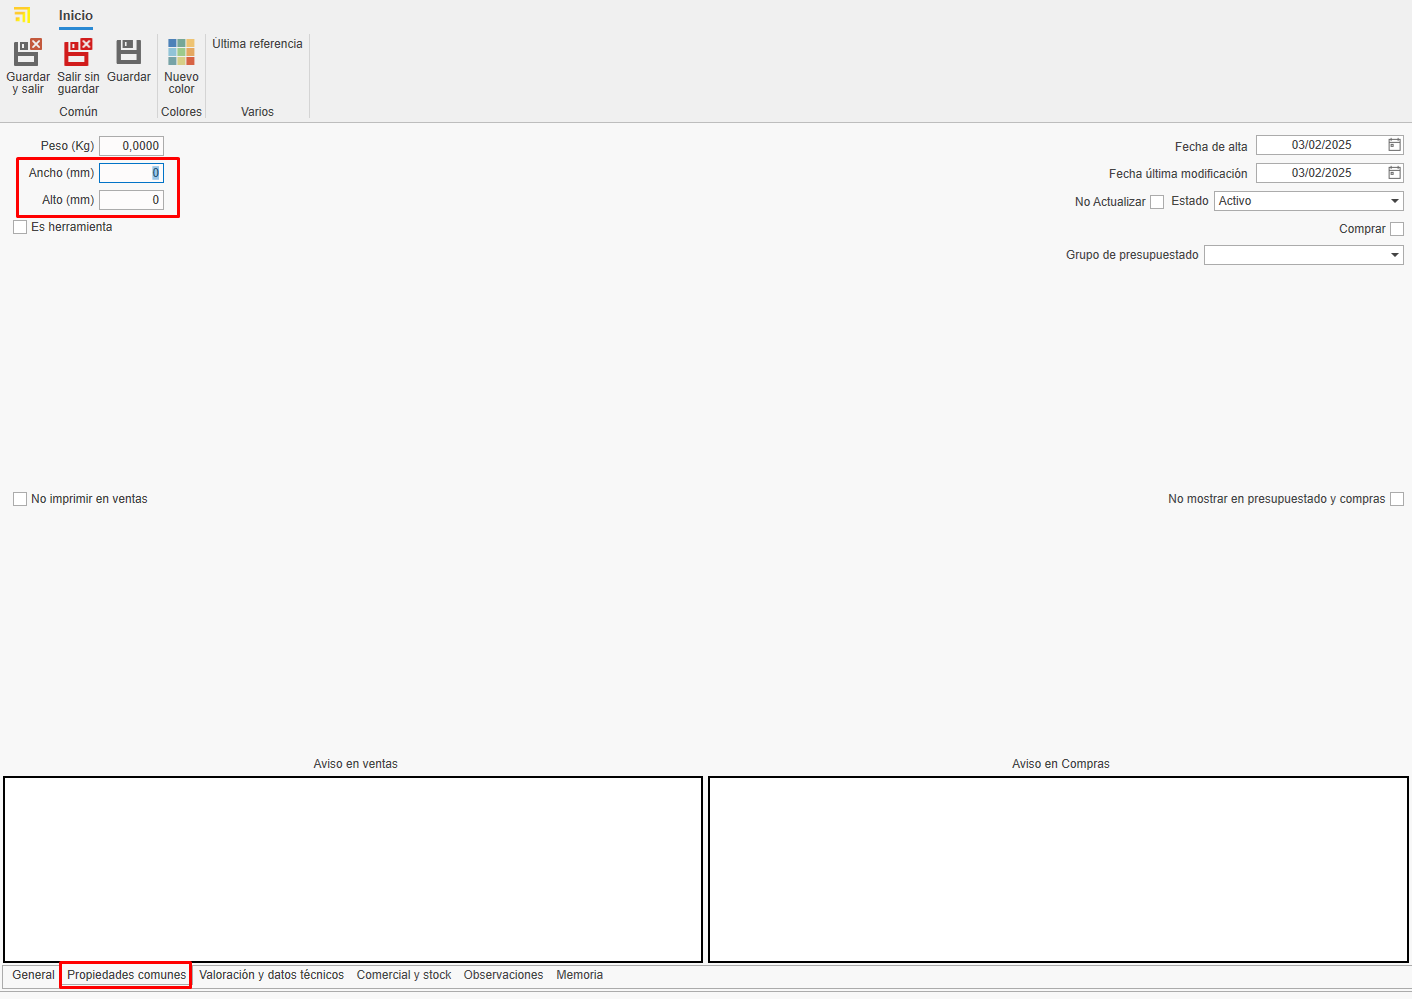 Inicio
Guardar y salir
Salir sin guardar
Guardar
Nuevo color
Última referencia
Común
Colores
Varios
Peso (Kg) 0,0000
Ancho (mm) 0
Alto (mm) 0
Es herramienta
Fecha de alta 03/02/2025
Fecha última modificación 03/02/2025
No Actualizar Estado Activo
Comprar
Grupo de presupuestado
No imprimir en ventas
No mostrar en presupuestado y compras
Aviso en ventas
Aviso en Compras
General Propiedades comunes Valoración y datos técnicos Comercial y stock Observaciones Memoria